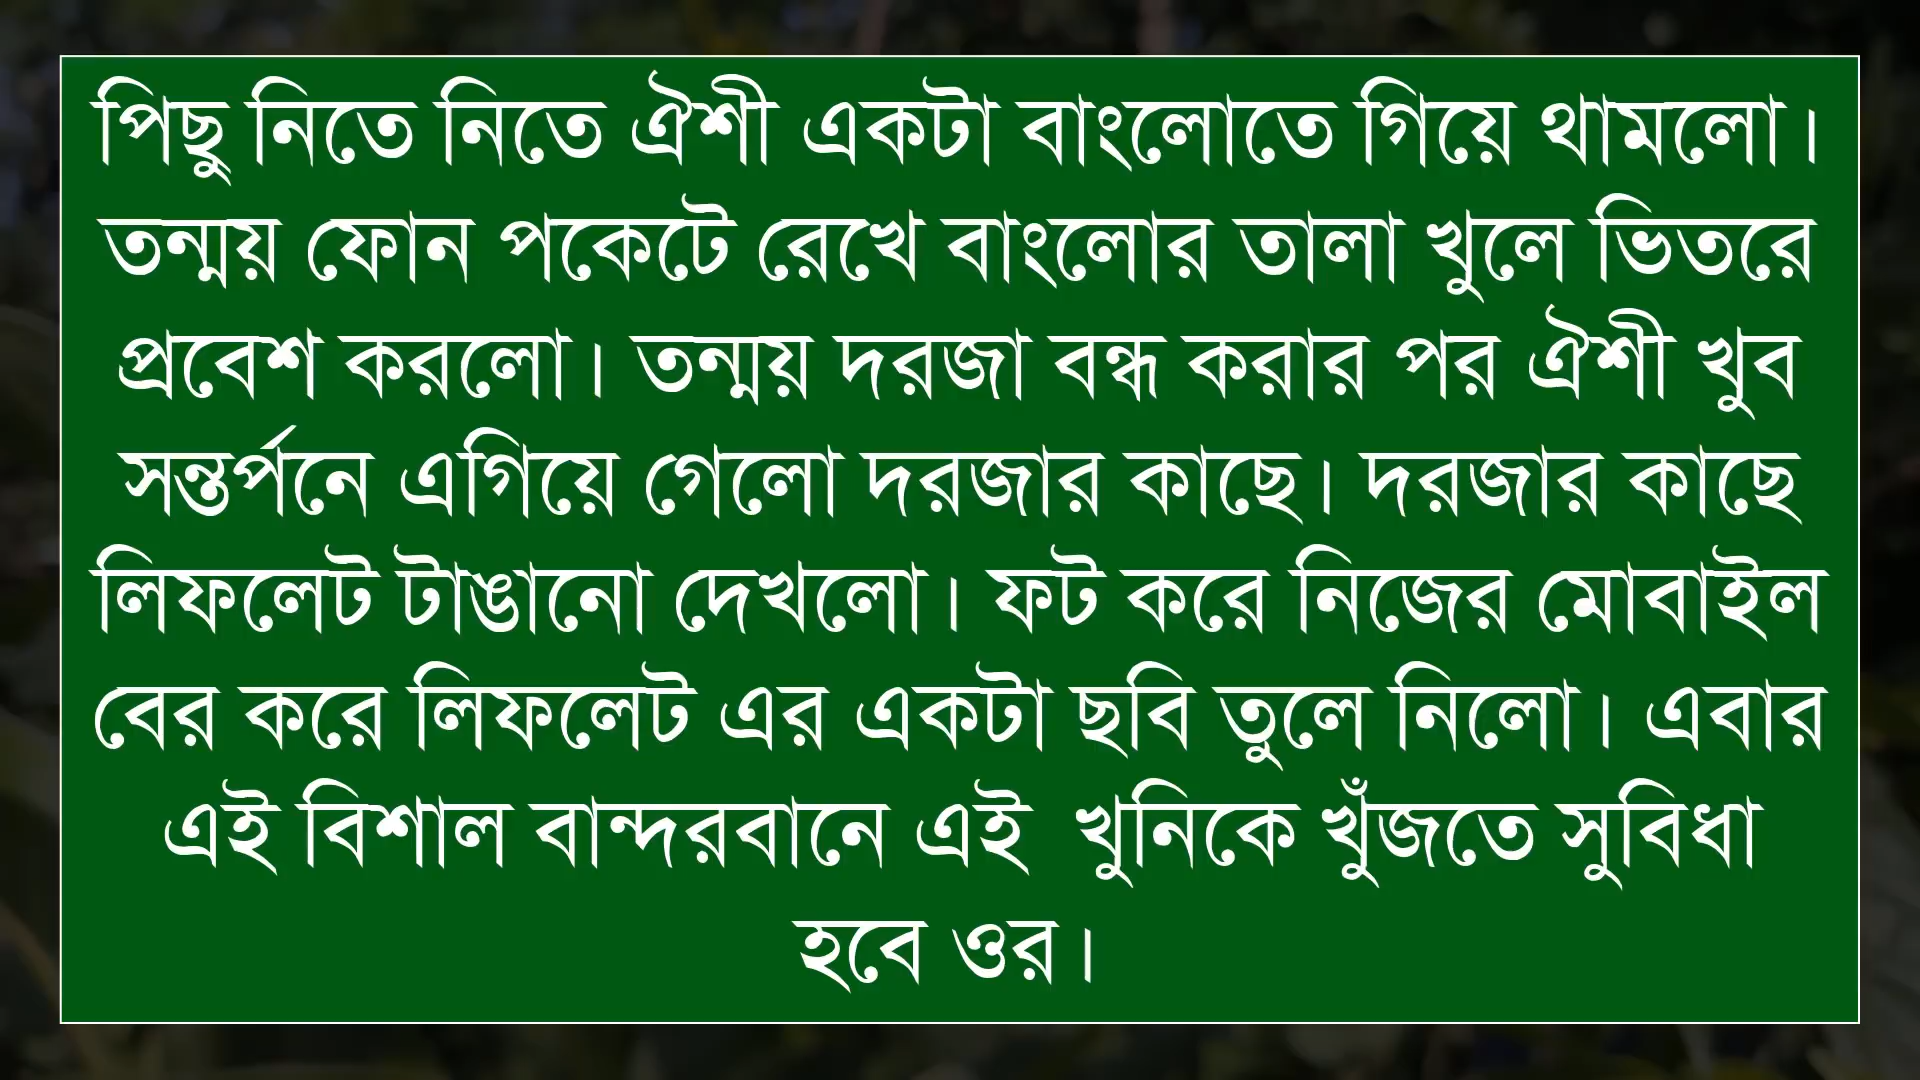 পিছু নিতে নিতে ঐশী একটা বাংলোতে গিয়ে থামলো।
তন্ময় ফোন পকেটে রেখে বাংলোর তালা খুলে ভিতরে
প্রবেশ করলো। তন্ময় দরজা বন্ধ করার পর ঐশী খুব
সন্তর্পনে এগিয়ে গেলো দরজার কাছে। দরজার কাছে
লিফলেট টাঙানো দেখলো। ফট করে নিজের মোবাইল
বের করে লিফলেট এর একটা ছবি তুলে নিলো। এবার
এই বিশাল বান্দরবানে এই খুনিকে খুঁজতে সুবিধা
হবে ওর।